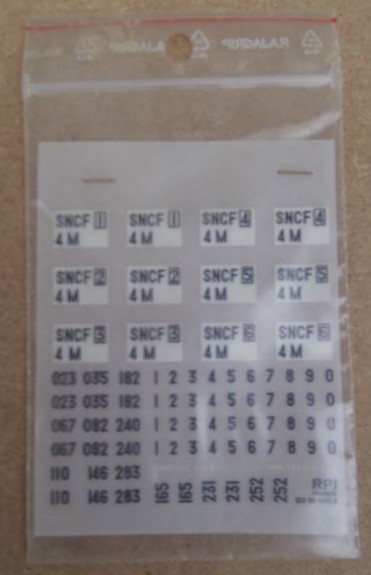 RAJAGRIP
SNCF 1 SNCF 1 SNCF 4 SNCF 4
4 M 4 M 4 M 4 M
SNCF 2 SNCF 2 SNCF 5 SNCF 5
4 M 4 M 4 M 4 M
SNCF 3 SNCF 3 SNCF 6 SNCF 6
4 M 4 M 4 M 4 M
023 035 182 1 2 3 4 5 6 7 8 9 0
023 035 182 1 2 3 4 5 6 7 8 9 0
067 082 240 1 2 3 4 5 6 7 8 9 0
067 082 240 1 2 3 4 5 6 7 8 9 0
110 146 283
110 146 283 165 165 231 231 252 252
RPI